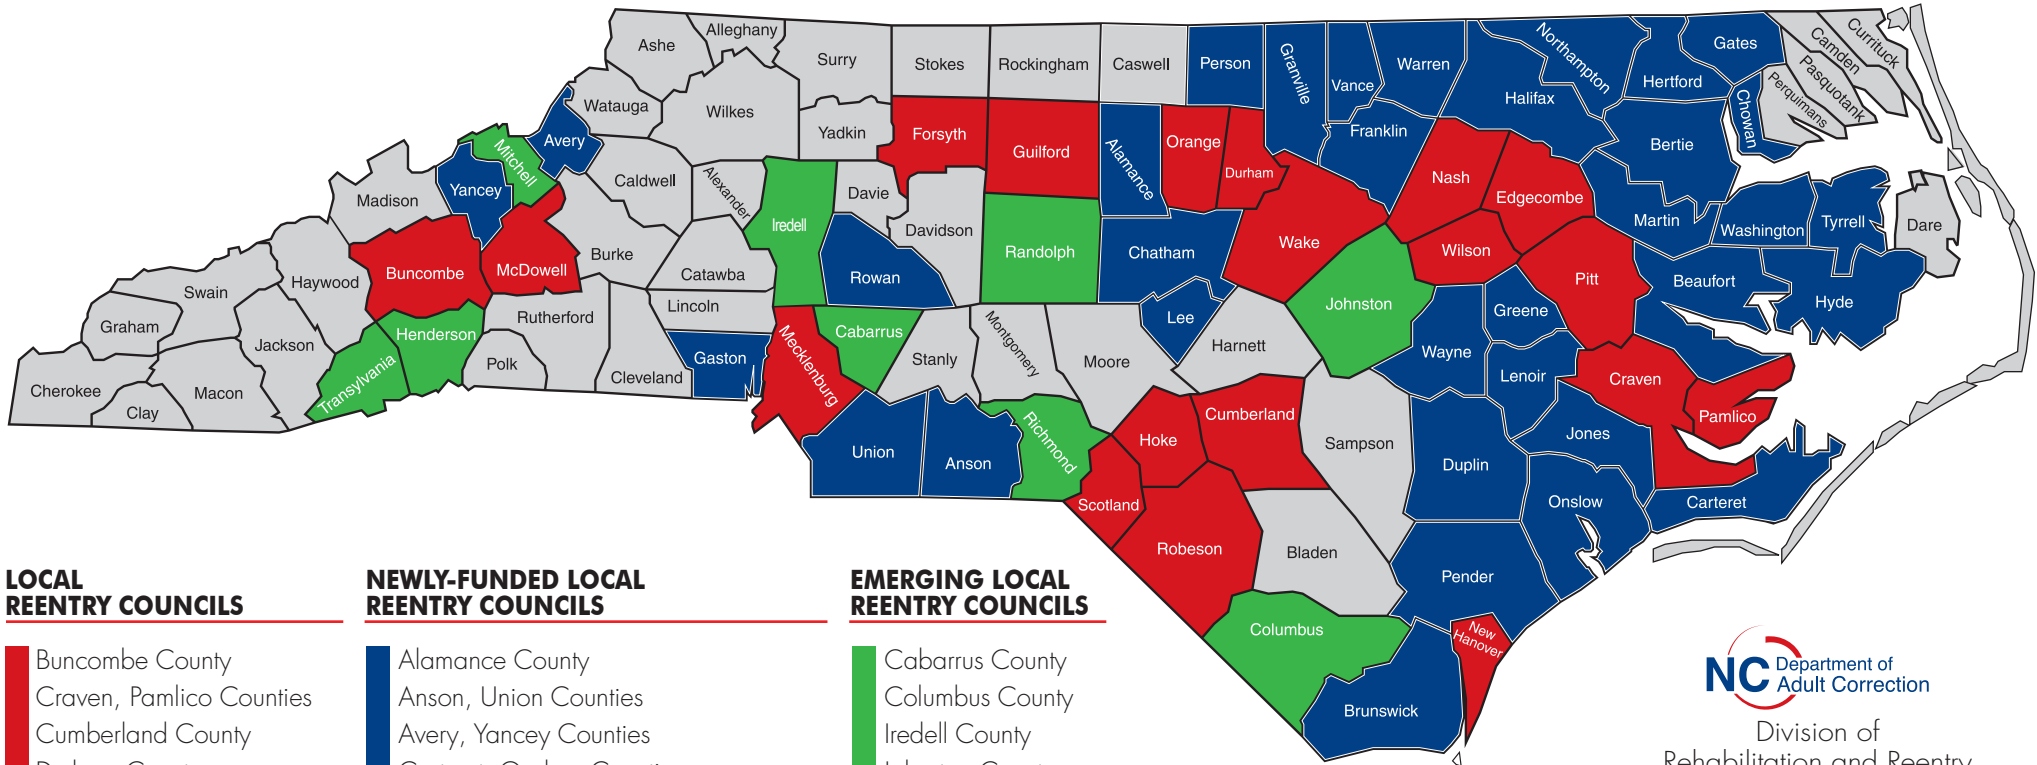 Ashe
Alleghany
Surry
Stokes
Rockingham
Caswell
Person
Granville
Vance
Warren
Northampton
Halifax
Hertford
Gates
Currituck
Camden
Pasquotank
Perquimans
Chowan
Watauga
Wilkes
Yadkin
Forsyth
Guilford
Alamance
Orange
Durham
Franklin
Nash
Edgecombe
Bertie
Martin
Washington
Tyrrell
Dare
Mitchell
Avery
Yancey
Madison
Caldwell
Alexander
Iredell
Davie
Davidson
Randolph
Chatham
Wake
Wilson
Pitt
Beaufort
Hyde
Swain
Haywood
Buncombe
McDowell
Burke
Catawba
Rowan
Lincoln
Graham
Jackson
Henderson
Rutherford
Cherokee
Clay
Macon
Transylvania
Polk
Cleveland
Gaston
Mecklenburg
Cabarrus
Stanly
Montgomery
Moore
Lee
Harnett
Johnston
Wayne
Greene
Lenoir
Craven
Pamlico
Union
Anson
Richmond
Hoke
Cumberland
Sampson
Duplin
Jones
Onslow
Carteret
Scotland
Robeson
Bladen
Pender
Columbus
Brunswick
New
Hanover
LOCAL
REENTRY COUNCILS
Buncombe County
Craven, Pamlico Counties
Cumberland County
NEWLY-FUNDED LOCAL
REENTRY COUNCILS
Alamance County
Anson, Union Counties
Avery, Yancey Counties
EMERGING LOCAL
REENTRY COUNCILS
Cabarrus County
Columbus County
Iredell County
NC Department of
Adult Correction
Division of
Rehabilitation and Reentry